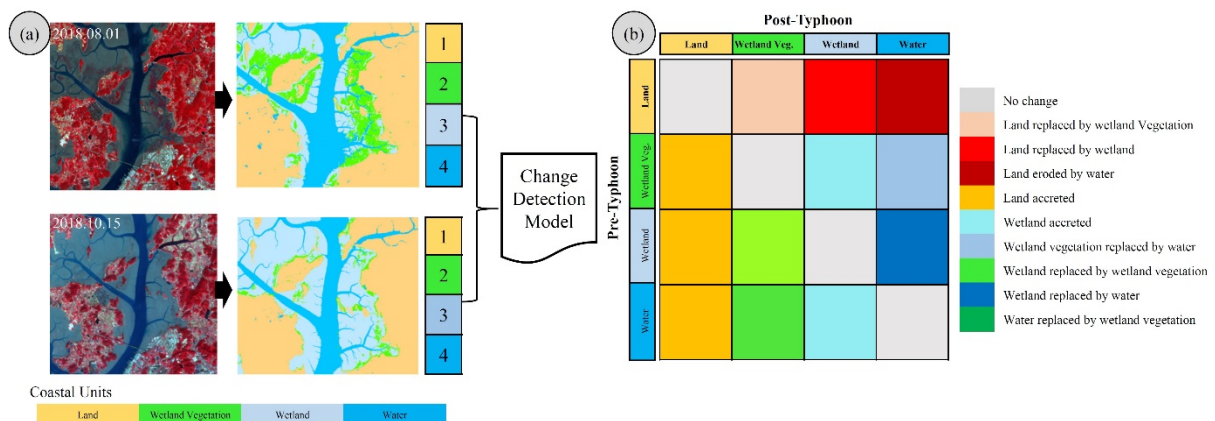 (a)
2018.08.01
1
2
3
4
2018.10.15
1
2
3
4
Change
Detection
Model
Coastal Units
Land
Wetland Vegetation
Wetland
Water
(b)
Post-Typhoon
Land
Wetland Veg.
Wetland
Water
Pre-Typhoon
Land
Wetland Veg.
Wetland
Water
No change
Land replaced by wetland Vegetation
Land replaced by wetland
Land eroded by water
Land accreted
Wetland accreted
Wetland vegetation replaced by water
Wetland replaced by wetland vegetation
Wetland replaced by water
Water replaced by wetland vegetation